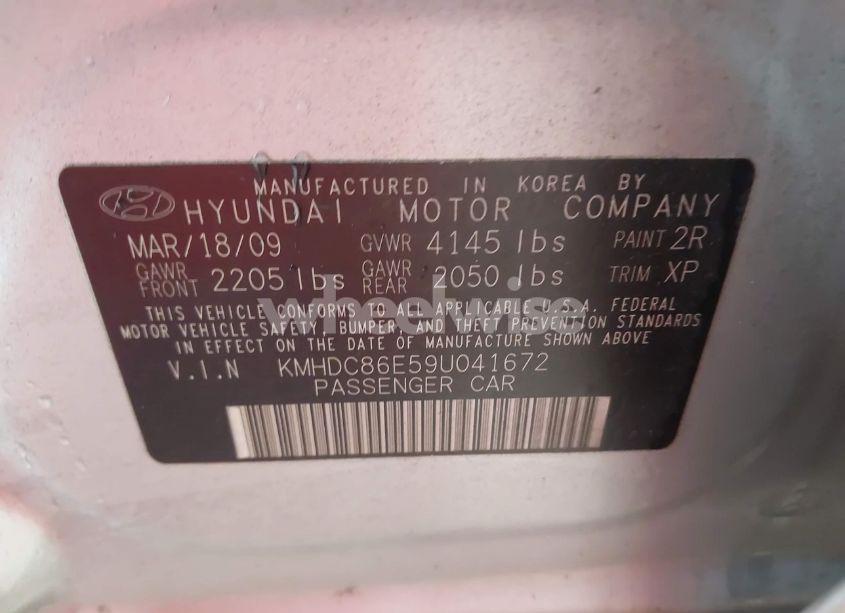 MANUFACTURED IN KOREA BY
HYUNDAI MOTOR COMPANY
MAR/18/09 GVWR 4145 lbs PAINT 2R
GAWR FRONT 2205 lbs GAWR REAR 2050 lbs TRIM XP
THIS VEHICLE CONFORMS TO ALL APPLICABLE U.S.A. FEDERAL
MOTOR VEHICLE SAFETY, BUMPER, AND THEFT PREVENTION STANDARDS
IN EFFECT ON THE DATE OF MANUFACTURE SHOWN ABOVE
V.I.N KMHDC86E59U041672
PASSENGER CAR
wheelwise